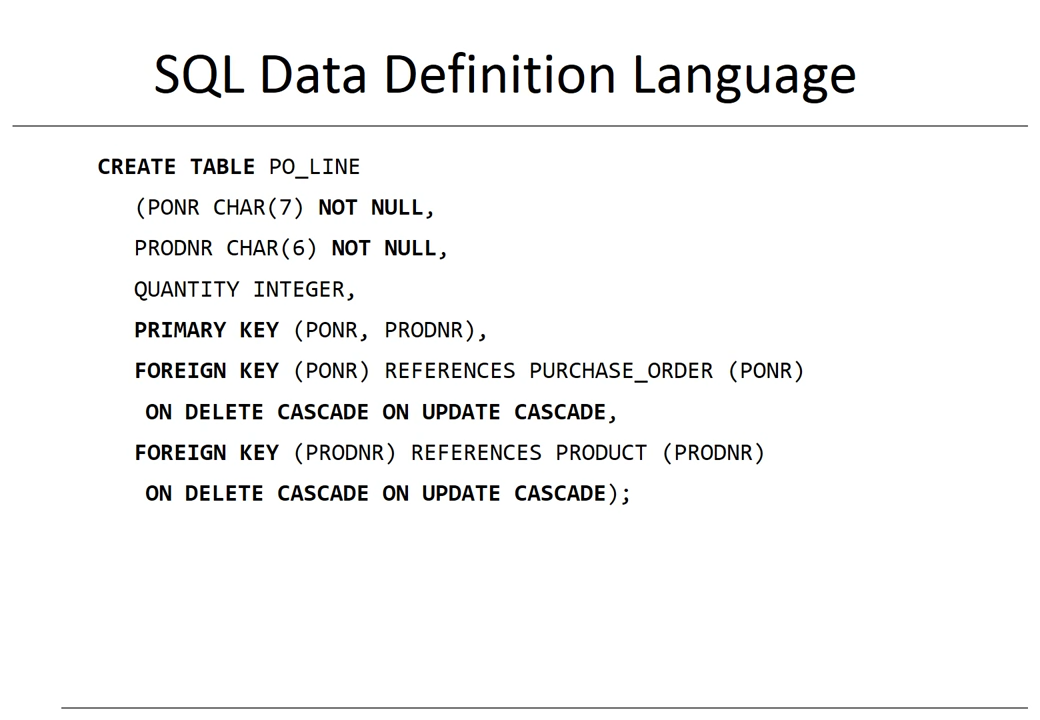 SQL Data Definition Language
CREATE TABLE PO_LINE
(PONR CHAR(7) NOT NULL,
PRODNR CHAR(6) NOT NULL,
QUANTITY INTEGER,
PRIMARY KEY (PONR, PRODNR),
FOREIGN KEY (PONR) REFERENCES PURCHASE_ORDER (PONR)
ON DELETE CASCADE ON UPDATE CASCADE,
FOREIGN KEY (PRODNR) REFERENCES PRODUCT (PRODNR)
ON DELETE CASCADE ON UPDATE CASCADE);